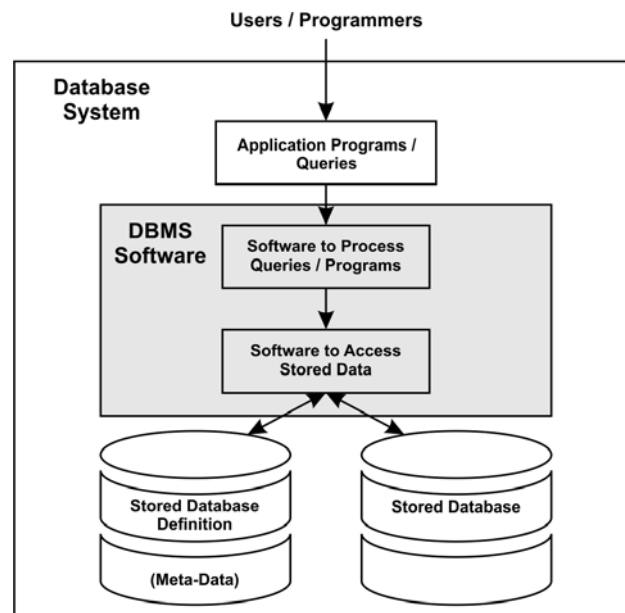 Users / Programmers
Database
System
Application Programs /
Queries
DBMS
Software
Software to Process
Queries / Programs
Software to Access
Stored Data
Stored Database
Definition
(Meta-Data)
Stored Database